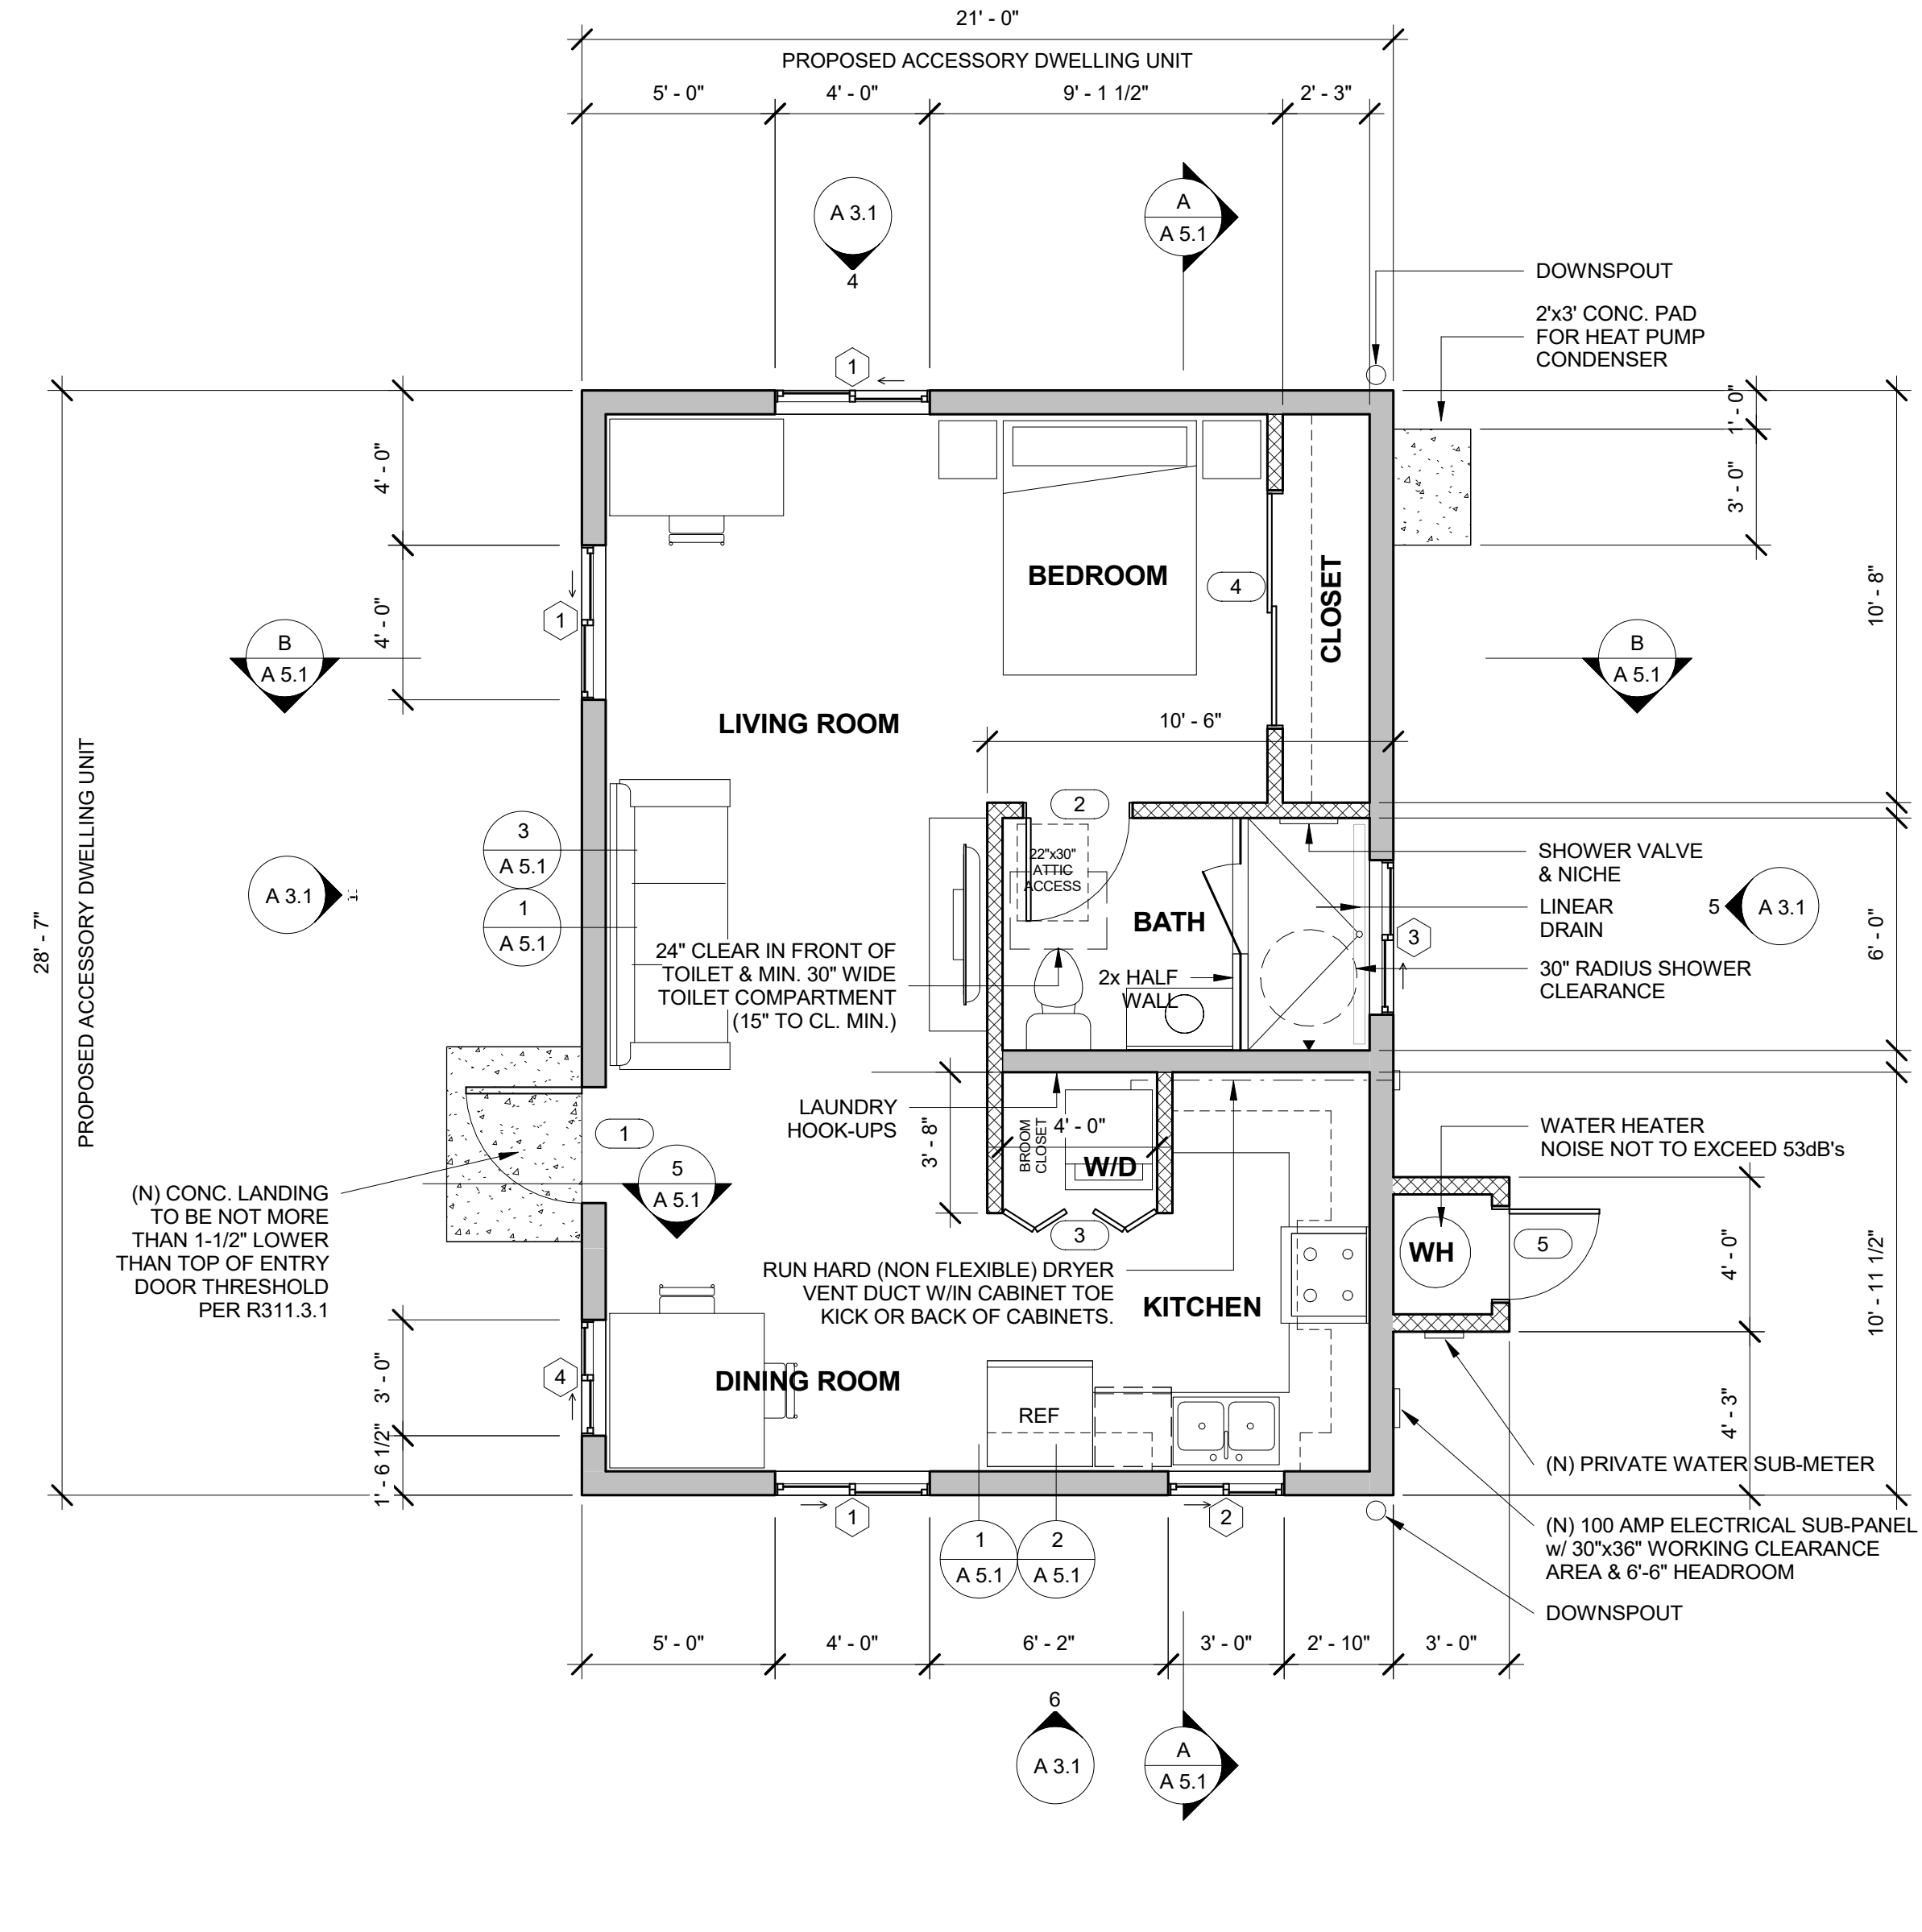 21' - 0"
PROPOSED ACCESSORY DWELLING UNIT
5' - 0"
4' - 0"
9' - 1 1/2"
2' - 3"
A 3.1
4
A
A 5.1
DOWNSPOUT
2'x3' CONC. PAD
FOR HEAT PUMP
CONDENSER
1
1' - 0"
3' - 0"
10' - 8"
4' - 0"
4' - 0"
1
BEDROOM
4
CLOSET
B
A 5.1
B
A 5.1
LIVING ROOM
10' - 6"
PROPOSED ACCESSORY DWELLING UNIT
28' - 7"
2
3
A 5.1
1
A 5.1
A 3.1
1
22"x30"
ATTIC
ACCESS
BATH
SHOWER VALVE
& NICHE
LINEAR
DRAIN
3
5
A 3.1
6' - 0"
30" RADIUS SHOWER
CLEARANCE
24" CLEAR IN FRONT OF
TOILET & MIN. 30" WIDE
TOILET COMPARTMENT
(15" TO CL. MIN.)
2x HALF
WALL
LAUNDRY
HOOK-UPS
3' - 8"
BROOM
CLOSET
4' - 0"
W/D
3
1
5
A 5.1
WATER HEATER
NOISE NOT TO EXCEED 53dB's
(N) CONC. LANDING
TO BE NOT MORE
THAN 1-1/2" LOWER
THAN TOP OF ENTRY
DOOR THRESHOLD
PER R311.3.1
WH
5
4' - 0"
10' - 11 1/2"
RUN HARD (NON FLEXIBLE) DRYER
VENT DUCT W/IN CABINET TOE
KICK OR BACK OF CABINETS.
KITCHEN
3' - 0"
4
DINING ROOM
REF
4' - 3"
1' - 6 1/2"
(N) PRIVATE WATER SUB-METER
1
2
1
A 5.1
2
A 5.1
(N) 100 AMP ELECTRICAL SUB-PANEL
w/ 30"x36" WORKING CLEARANCE
AREA & 6'-6" HEADROOM
DOWNSPOUT
5' - 0"
4' - 0"
6' - 2"
3' - 0"
2' - 10"
3' - 0"
6
A 3.1
A
A 5.1